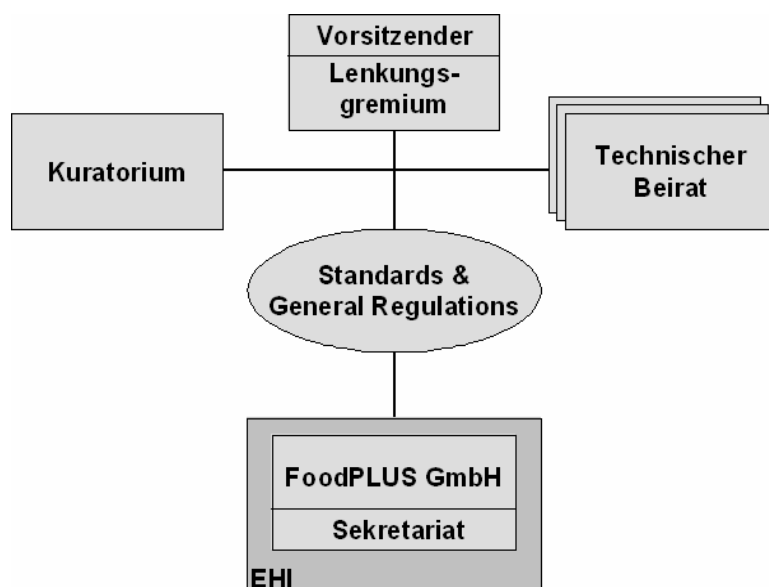 Vorsitzender
Lenkungs-
gremium
Kuratorium
Technischer
Beirat
Standards &
General Regulations
FoodPLUS GmbH
Sekretariat
EHI